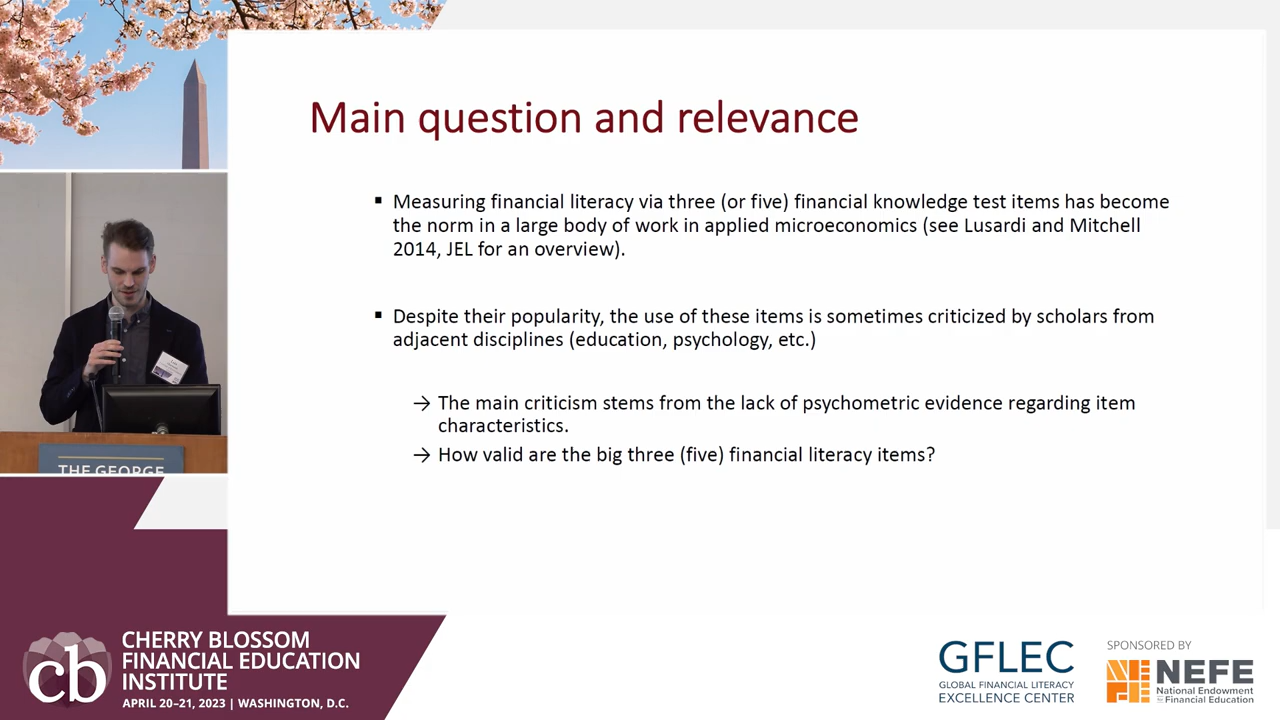 Main question and relevance
▪ Measuring financial literacy via three (or five) financial knowledge test items has become
the norm in a large body of work in applied microeconomics (see Lusardi and Mitchell
2014, JEL for an overview).
▪ Despite their popularity, the use of these items is sometimes criticized by scholars from
adjacent disciplines (education, psychology, etc.)
→ The main criticism stems from the lack of psychometric evidence regarding item
characteristics.
→ How valid are the big three (five) financial literacy items?
THE GEORGE
cb
CHERRY BLOSSOM
FINANCIAL EDUCATION
INSTITUTE
APRIL 20–21, 2023 | WASHINGTON, D.C.
GFLEC
GLOBAL FINANCIAL LITERACY
EXCELLENCE CENTER
SPONSORED BY
NEFE
National Endowment
for Financial Education